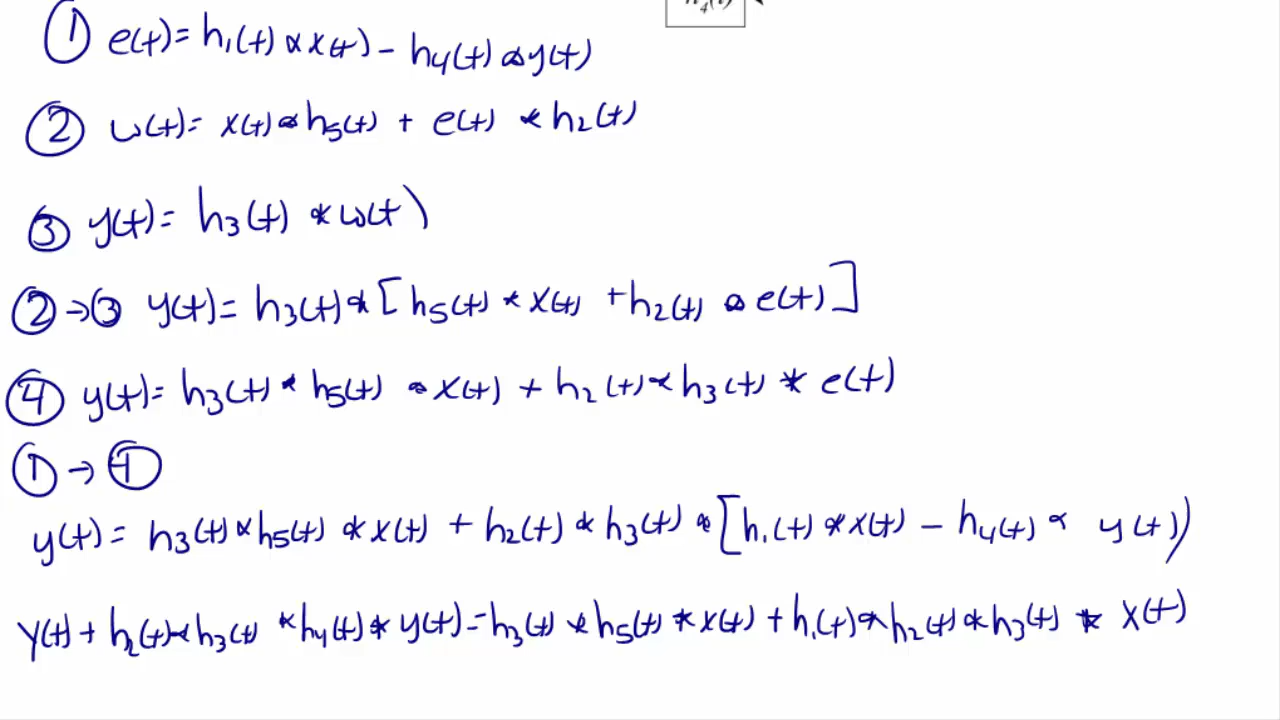 h₄(t)
① e(t) = h₁(t) * x(t) - h₄(t) * y(t)
② w(t) = x(t) * h₅(t) + e(t) * h₂(t)
③ y(t) = h₃(t) * w(t)
② → ③ y(t) = h₃(t) * [h₅(t) * x(t) + h₂(t) * e(t)]
④ y(t) = h₃(t) * h₅(t) * x(t) + h₂(t) * h₃(t) * e(t)
① → ④
y(t) = h₃(t) * h₅(t) * x(t) + h₂(t) * h₃(t) * [h₁(t) * x(t) - h₄(t) * y(t))
y(t) + h₂(t) * h₃(t) * h₄(t) * y(t) = h₃(t) * h₅(t) * x(t) + h₁(t) * h₂(t) * h₃(t) * x(t)